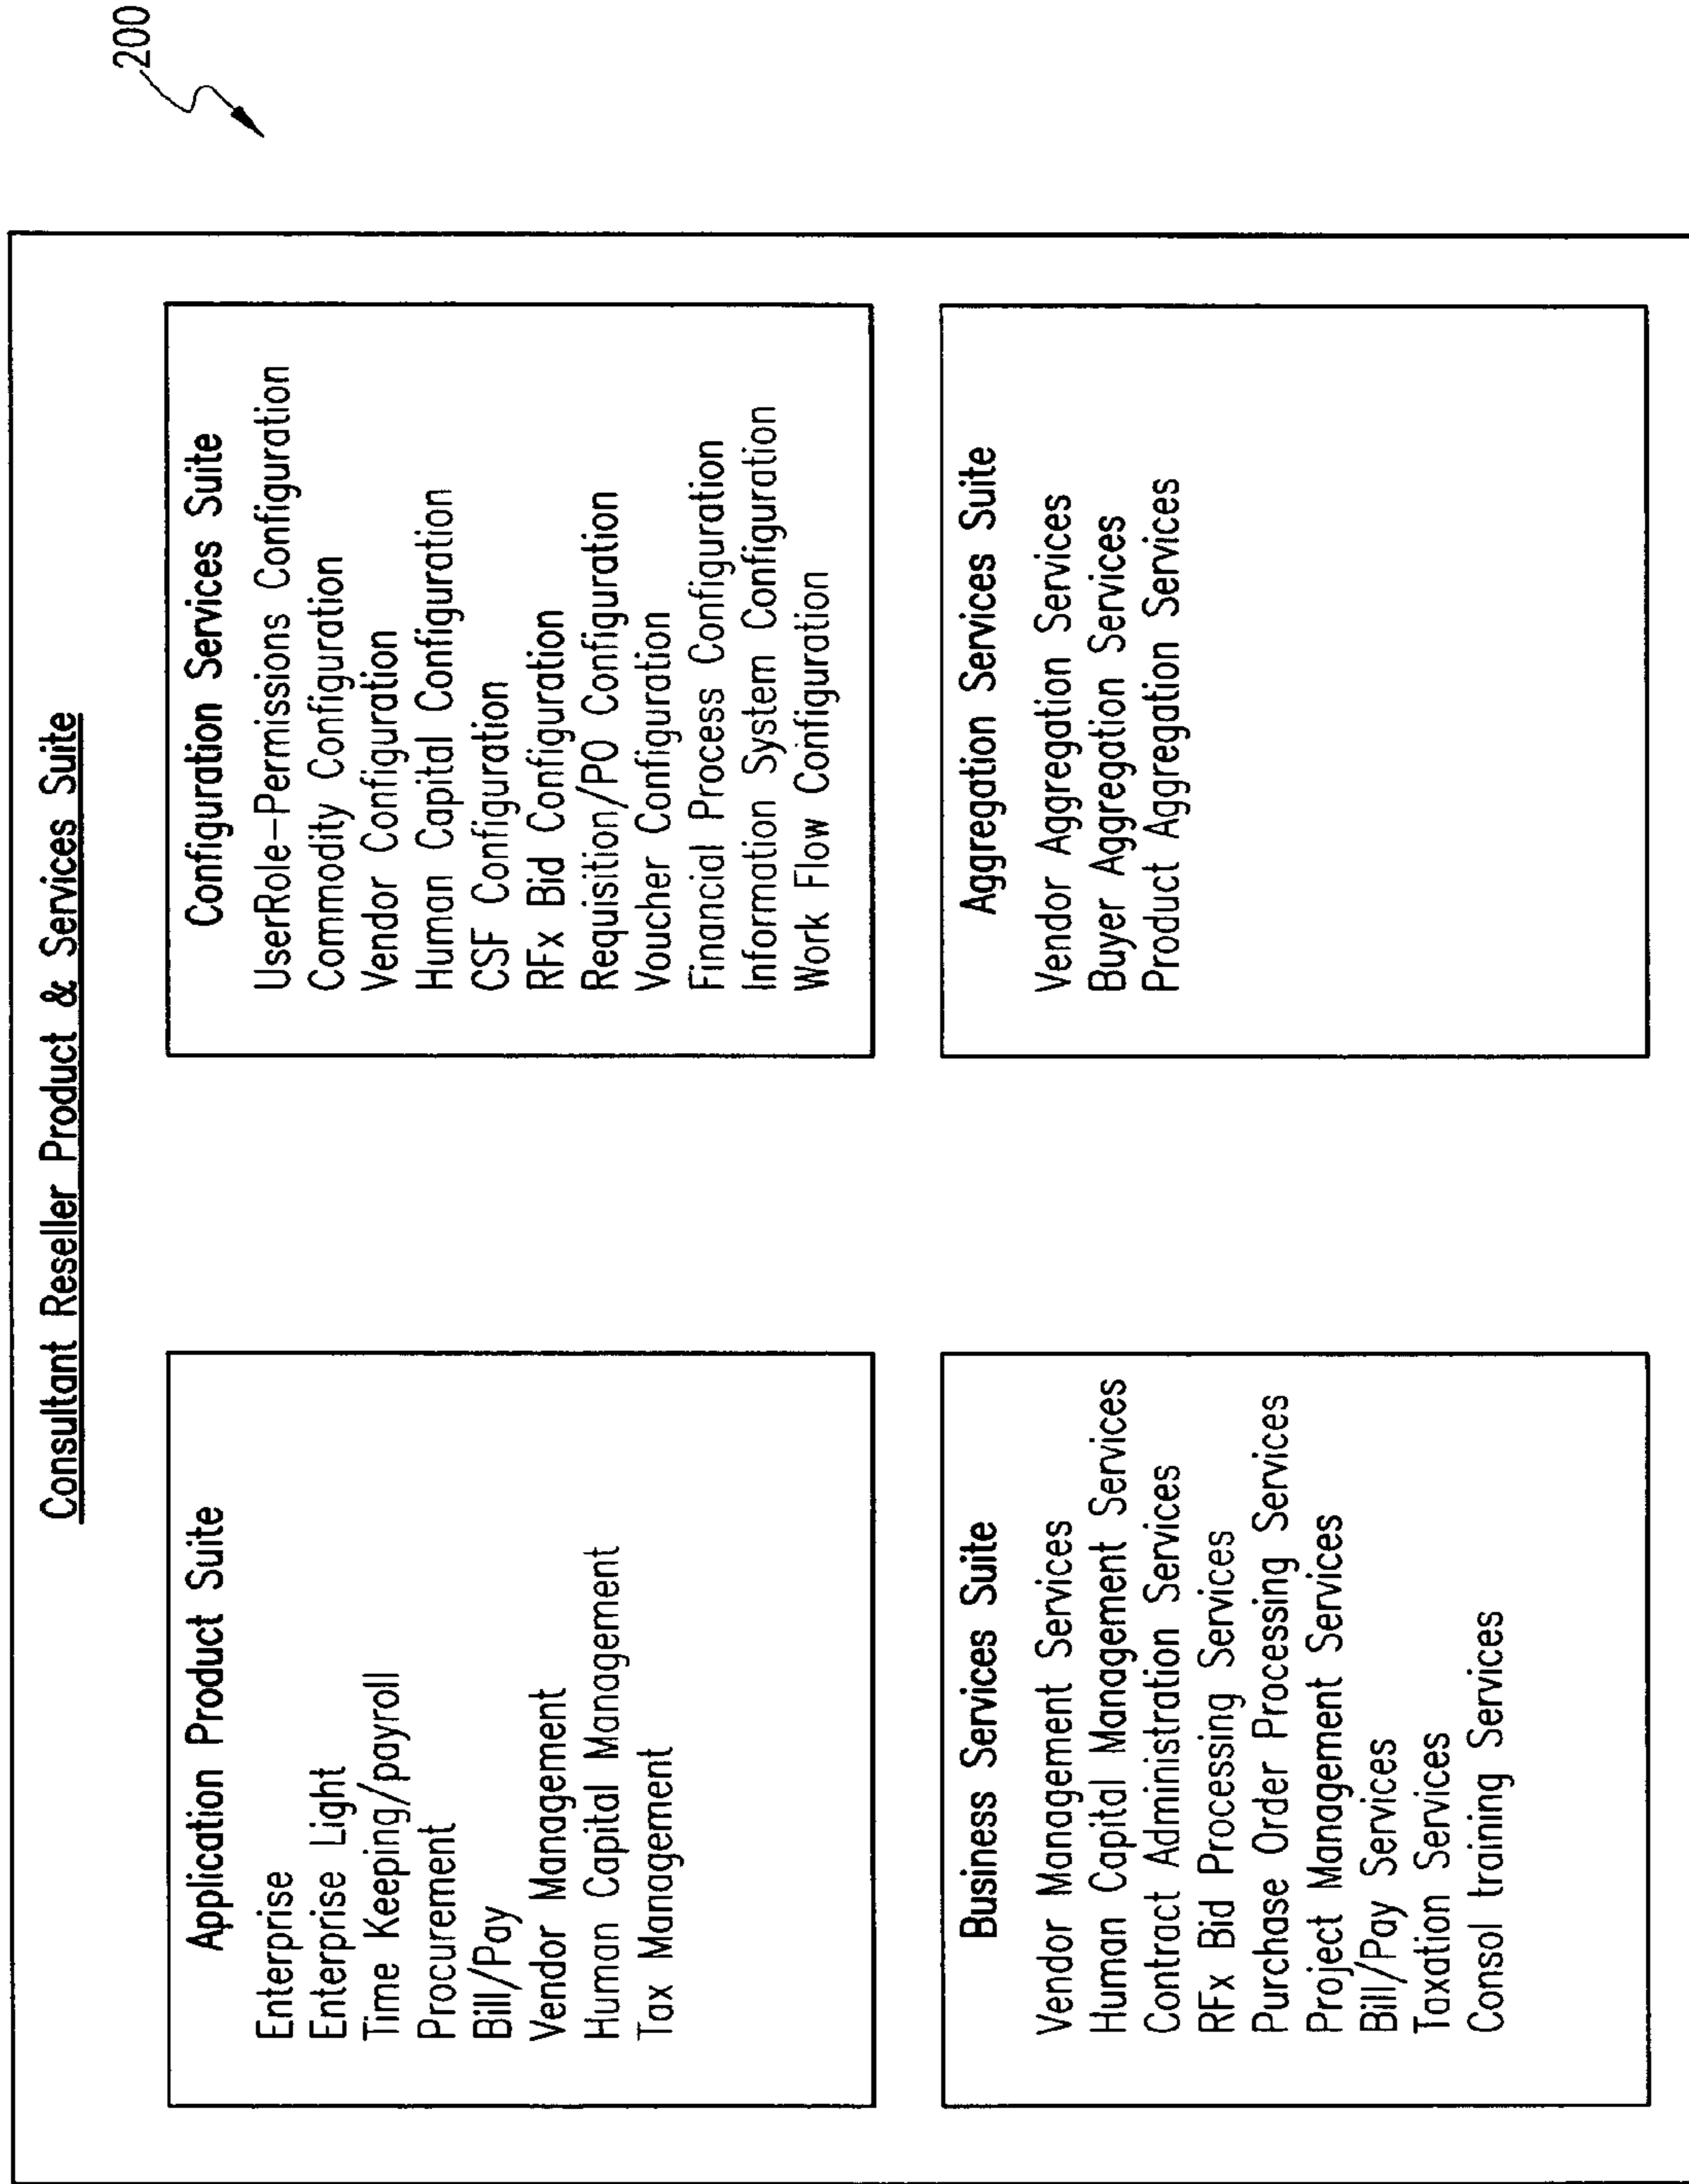 Consultant Reseller Product & Services Suite
200
Application Product Suite
Enterprise
Enterprise Light
Time Keeping/payroll
Procurement
Bill/Pay
Vendor Management
Human Capital Management
Tax Management
Configuration Services Suite
UserRole-Permissions Configuration
Commodity Configuration
Vendor Configuration
Human Capital Configuration
CSF Configuration
RFx Bid Configuration
Requisition/PO Configuration
Voucher Configuration
Financial Process Configuration
Information System Configuration
Work Flow Configuration
Business Services Suite
Vendor Management Services
Human Capital Management Services
Contract Administration Services
RFx Bid Processing Services
Purchase Order Processing Services
Project Management Services
Bill/Pay Services
Taxation Services
Consol training Services
Aggregation Services Suite
Vendor Aggregation Services
Buyer Aggregation Services
Product Aggregation Services